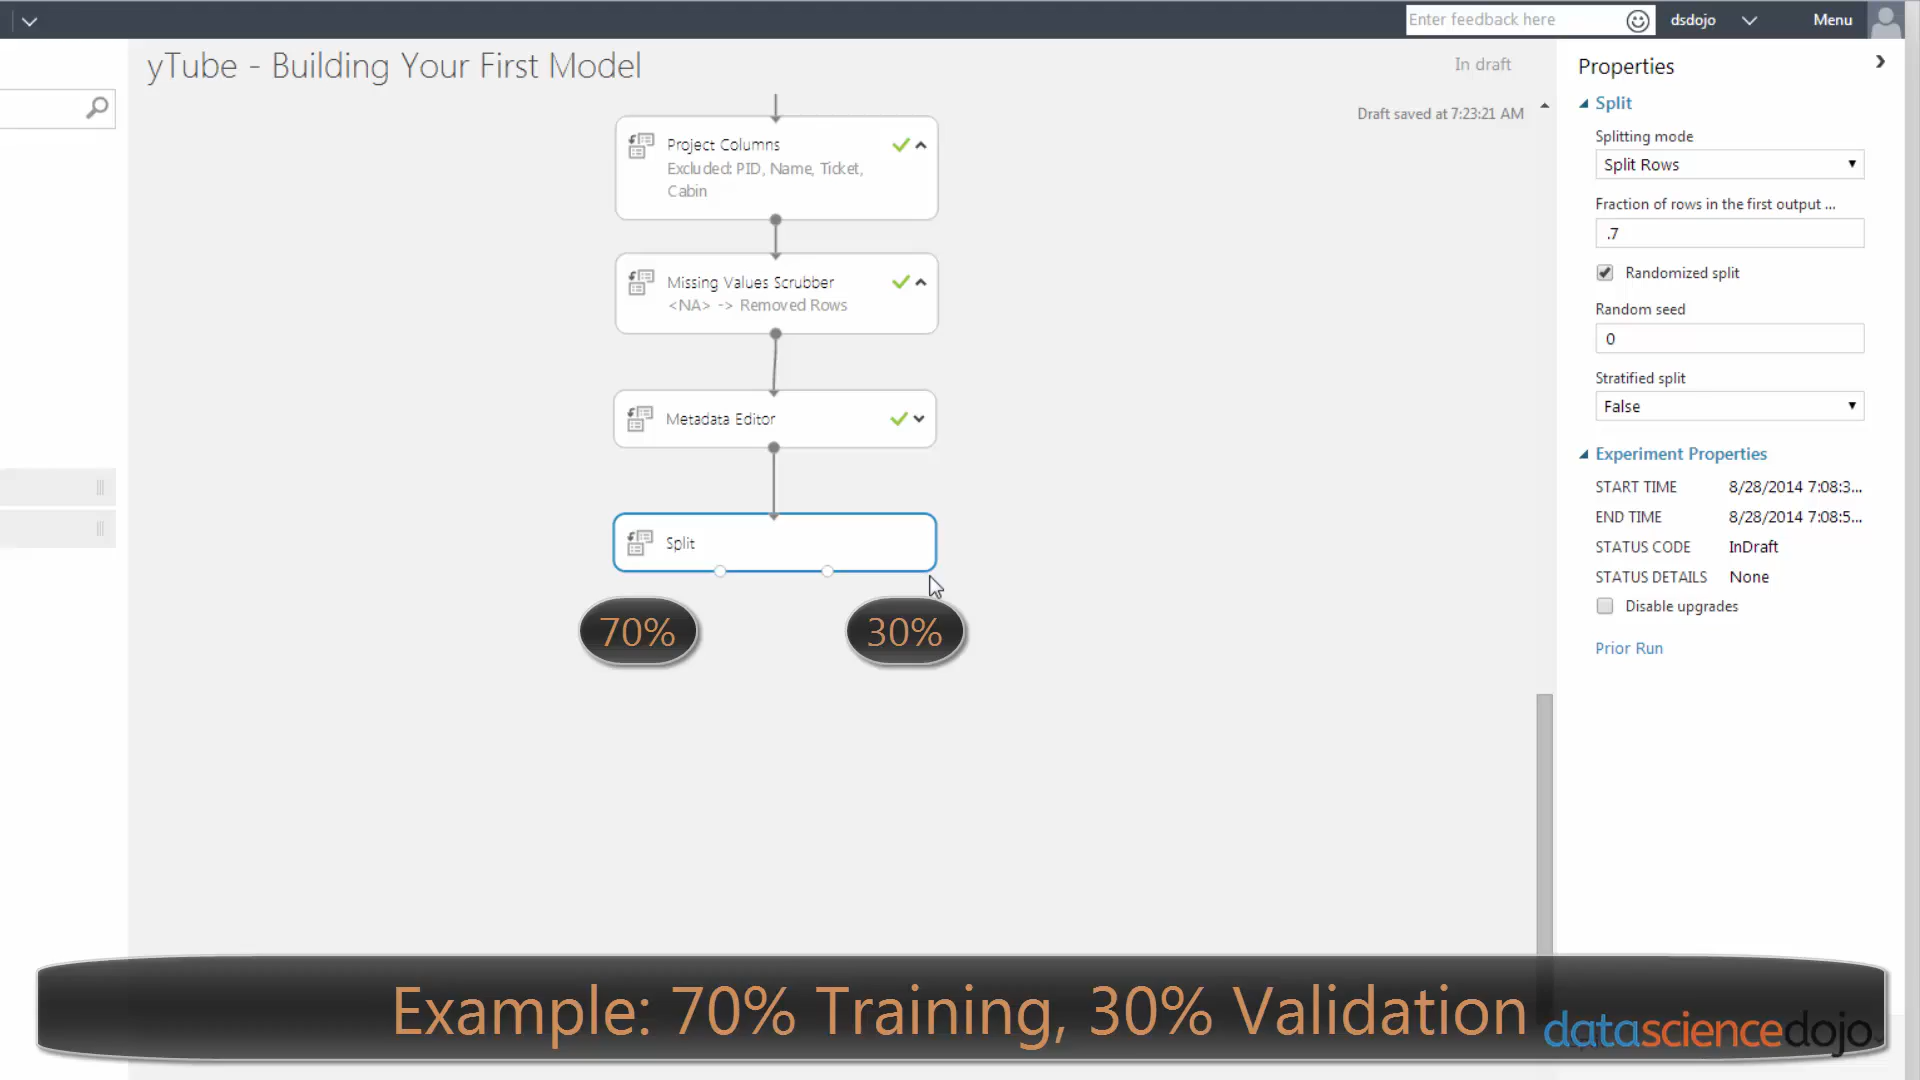 Enter feedback here
dsdojo
Menu
yTube - Building Your First Model
In draft
Draft saved at 7:23:21 AM
Project Columns
Excluded: PID, Name, Ticket,
Cabin
Missing Values Scrubber
<NA> -> Removed Rows
Metadata Editor
Split
70%
30%
Properties
Split
Splitting mode
Split Rows
Fraction of rows in the first output ...
.7
Randomized split
Random seed
0
Stratified split
False
Experiment Properties
START TIME 8/28/2014 7:08:3...
END TIME 8/28/2014 7:08:5...
STATUS CODE InDraft
STATUS DETAILS None
Disable upgrades
Prior Run
Example: 70% Training, 30% Validation
datasciencedojo